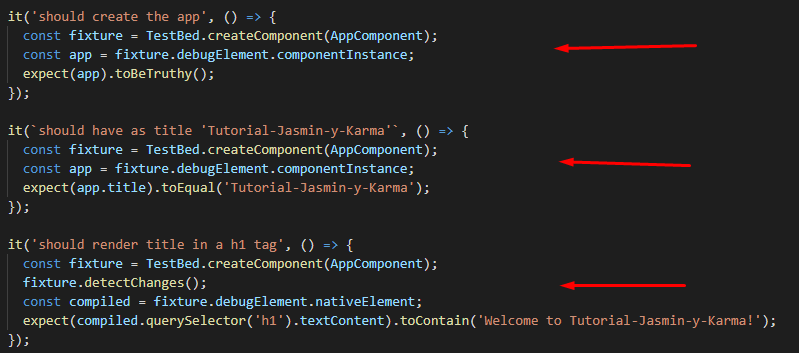 it('should create the app', () => {
  const fixture = TestBed.createComponent(AppComponent);
  const app = fixture.debugElement.componentInstance;
  expect(app).toBeTruthy();
});

it(`should have as title 'Tutorial-Jasmin-y-Karma'`, () => {
  const fixture = TestBed.createComponent(AppComponent);
  const app = fixture.debugElement.componentInstance;
  expect(app.title).toEqual('Tutorial-Jasmin-y-Karma');
});

it('should render title in a h1 tag', () => {
  const fixture = TestBed.createComponent(AppComponent);
  fixture.detectChanges();
  const compiled = fixture.debugElement.nativeElement;
  expect(compiled.querySelector('h1').textContent).toContain('Welcome to Tutorial-Jasmin-y-Karma!');
});